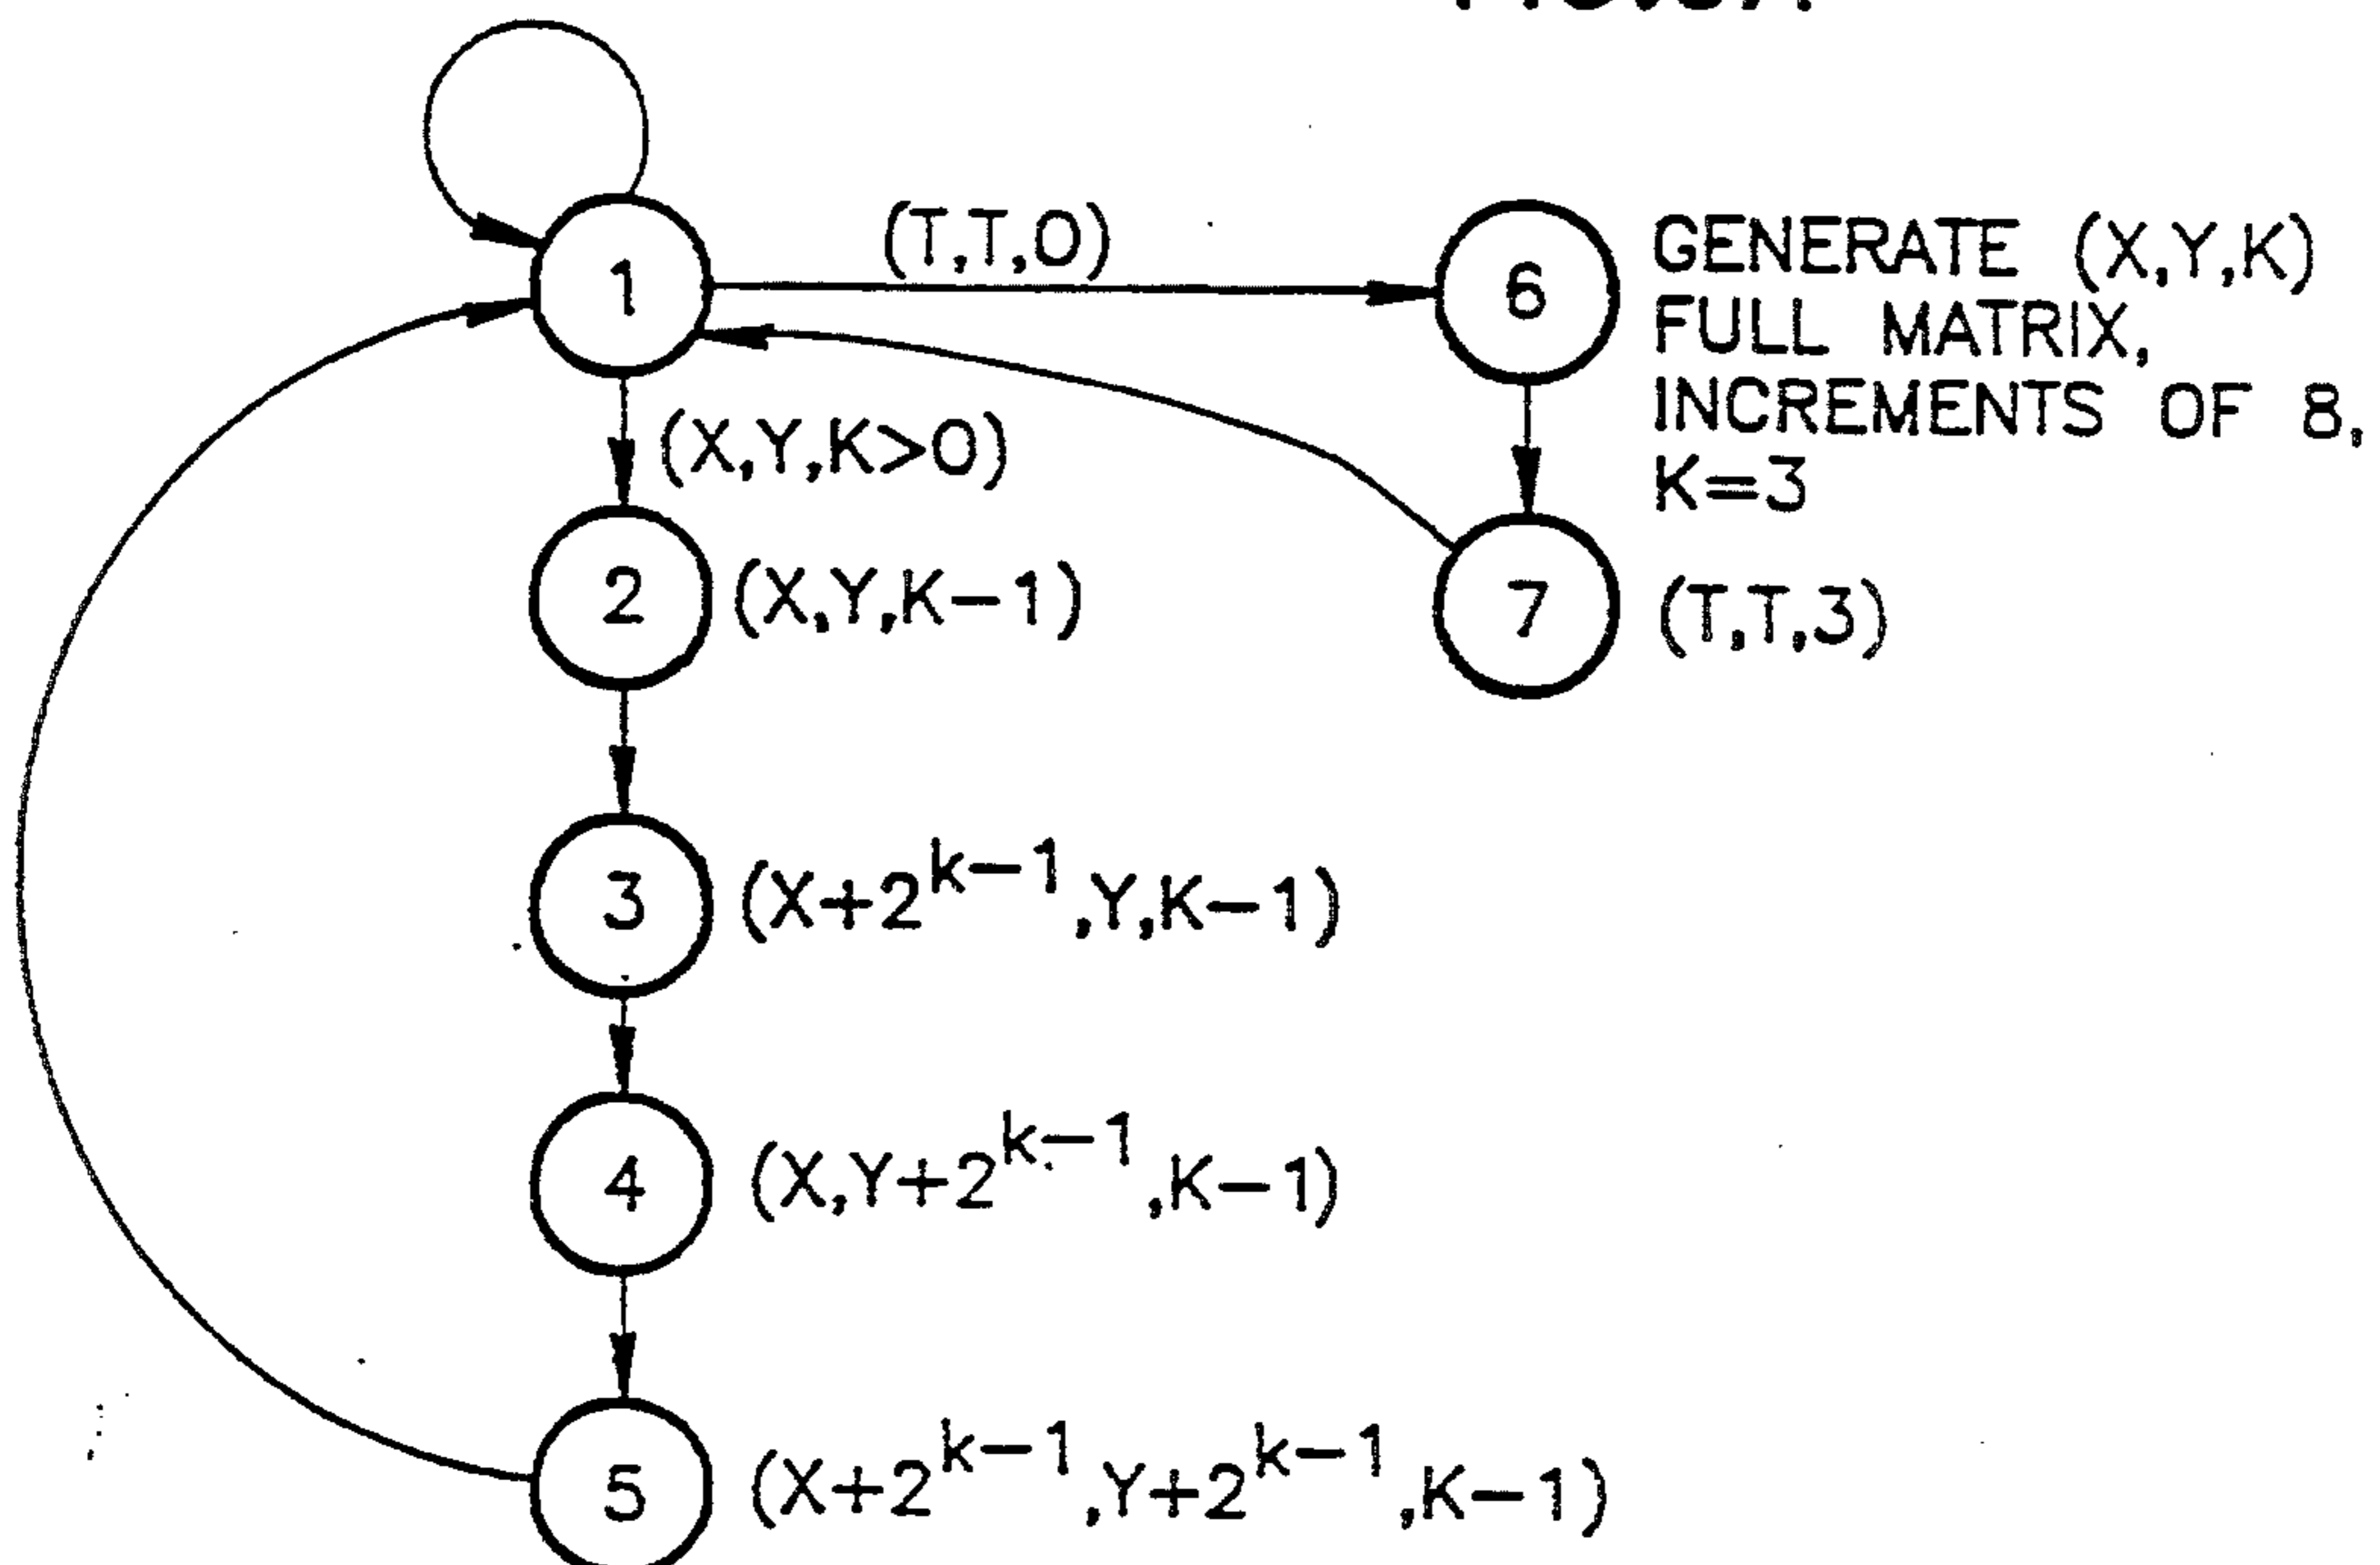 (T,T,0)
1
6
GENERATE (X,Y,K)
FULL MATRIX,
INCREMENTS OF 8,
K=3
(X,Y,K>0)
2
(X,Y,K-1)
7
(T,T,3)
3
(X+2^k-1,Y,K-1)
4
(X,Y+2^k-1,K-1)
5
(X+2^k-1,Y+2^k-1,K-1)